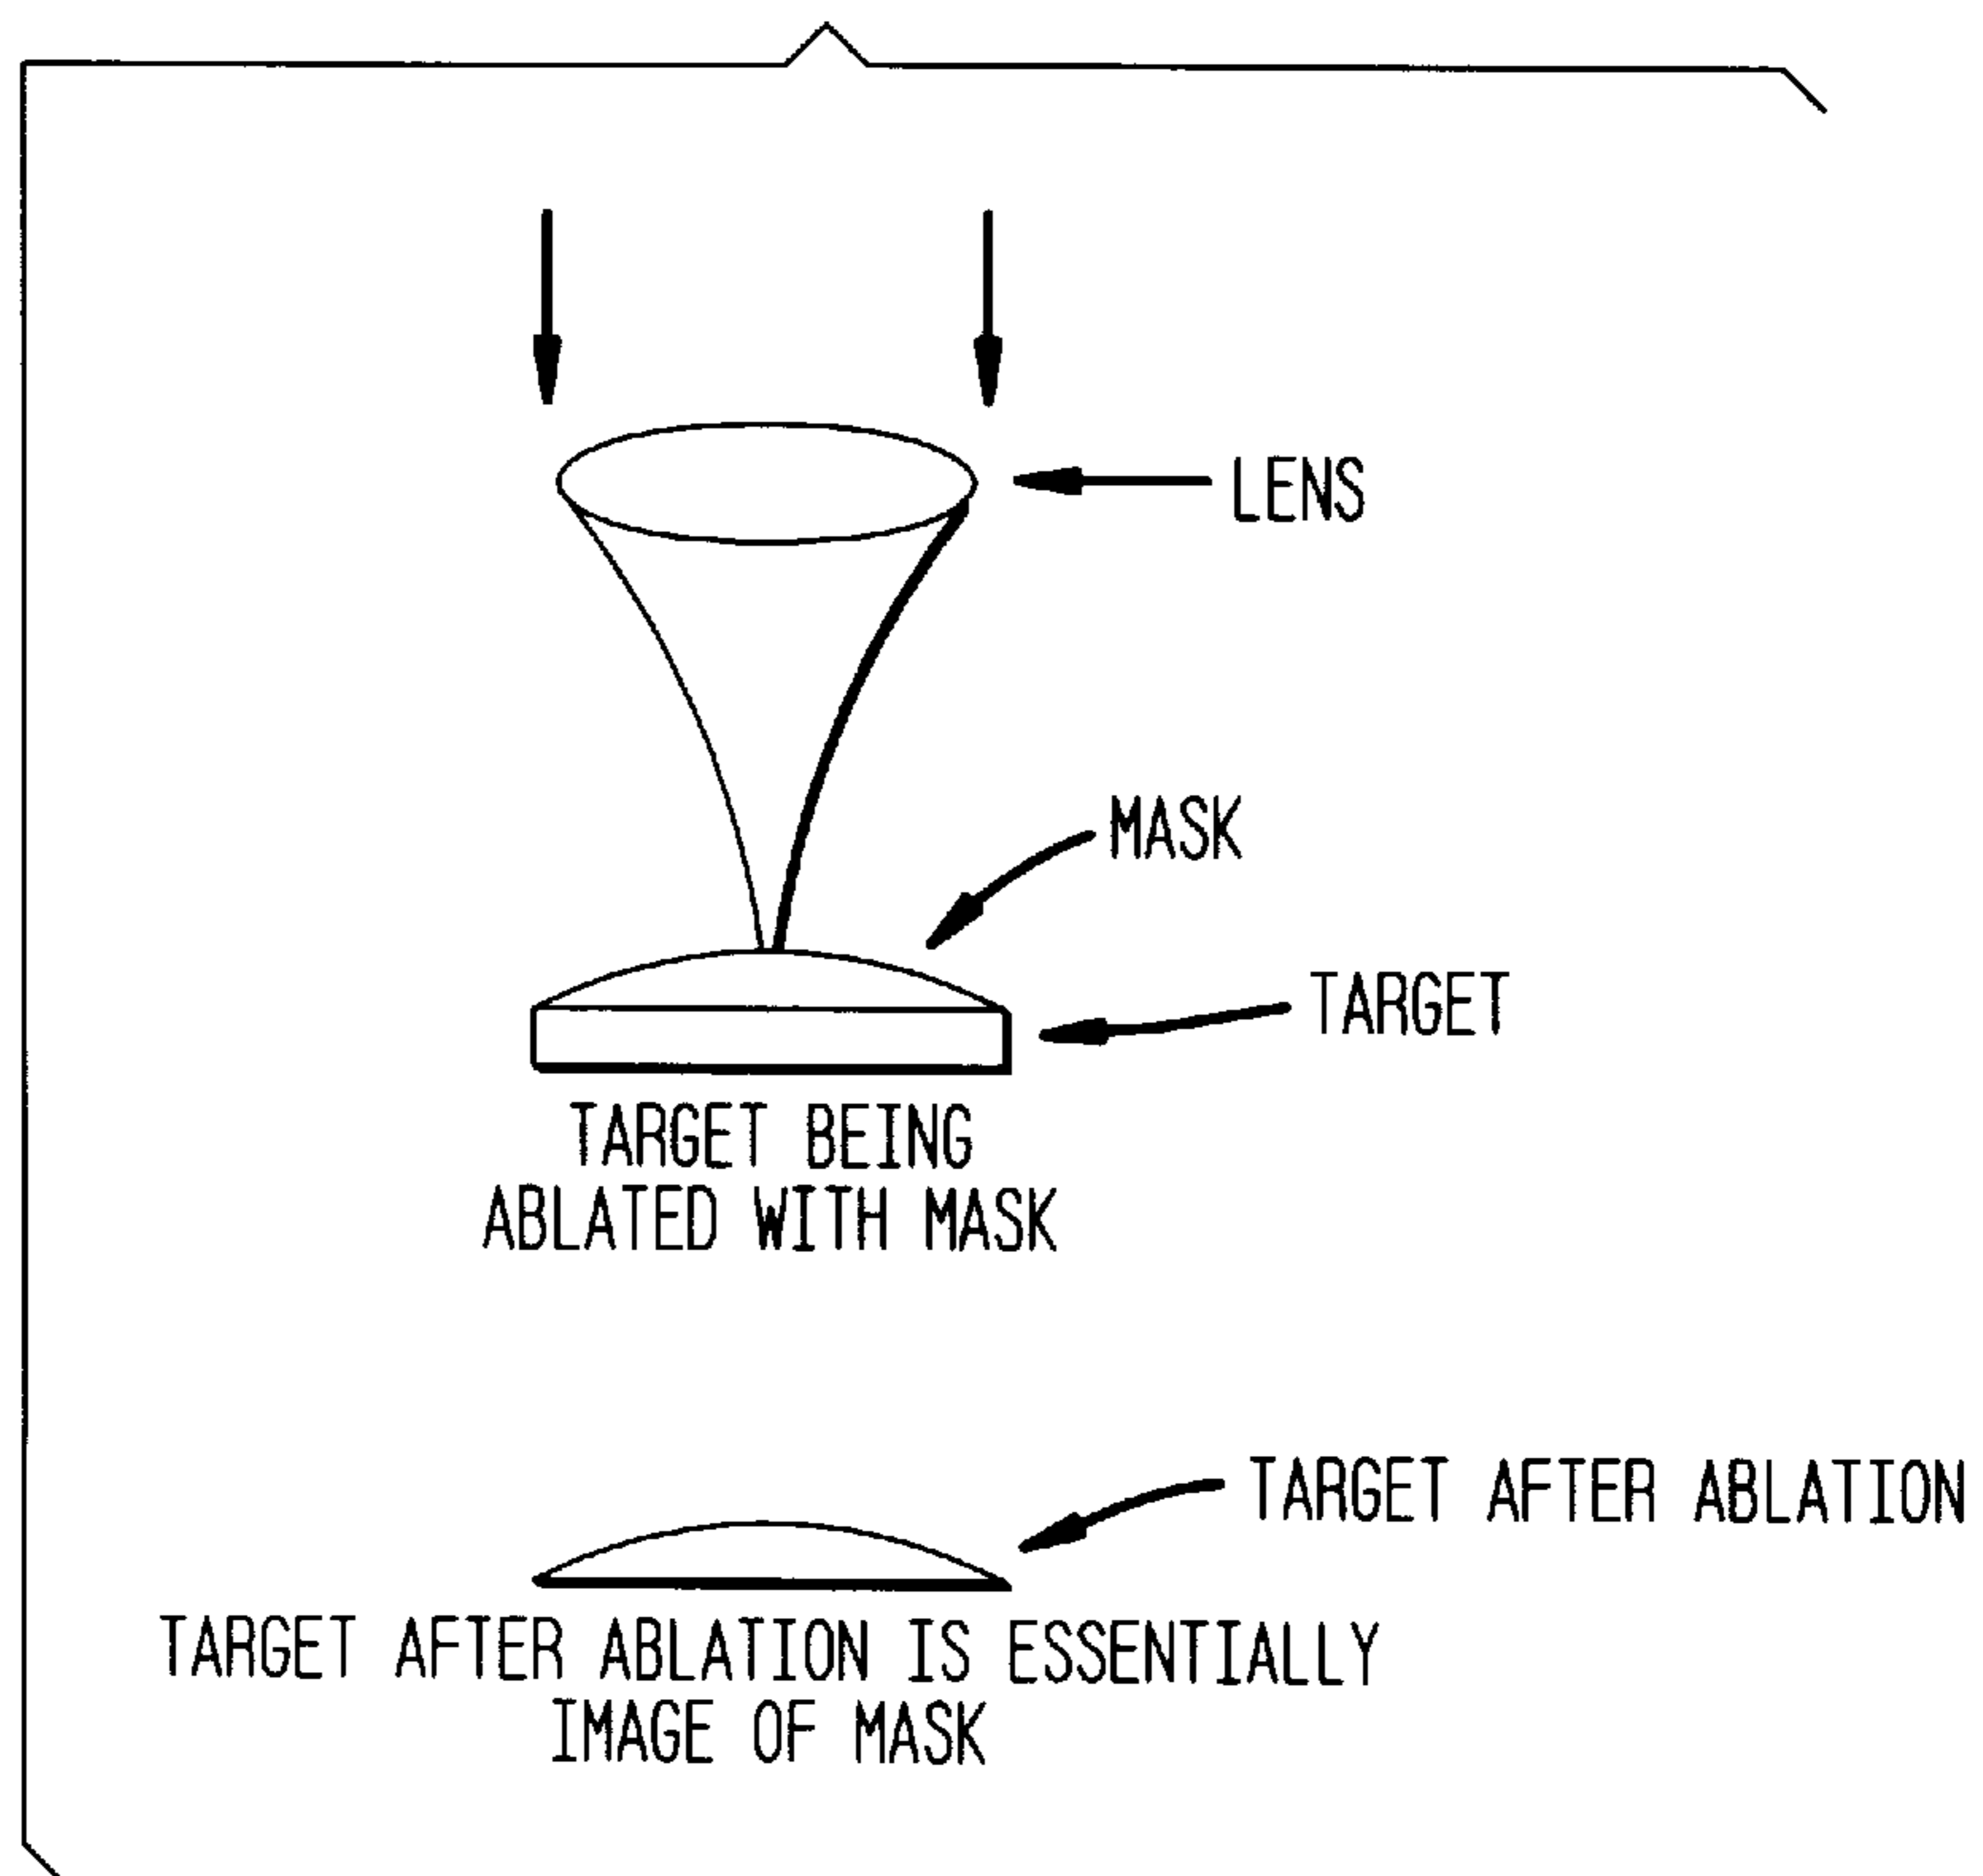 LENS
MASK
TARGET
TARGET BEING
ABLATED WITH MASK
TARGET AFTER ABLATION
TARGET AFTER ABLATION IS ESSENTIALLY
IMAGE OF MASK